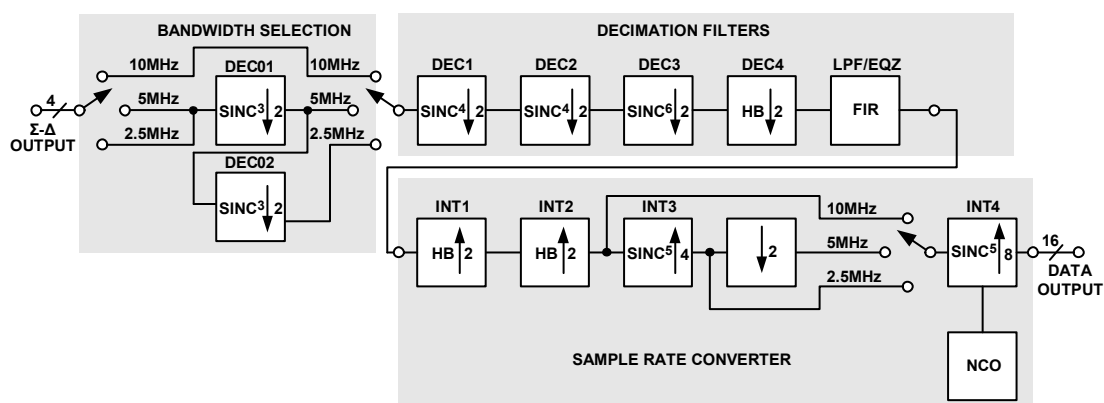 BANDWIDTH SELECTION
DECIMATION FILTERS
10MHz
10MHz
DEC01
DEC1
DEC2
DEC3
DEC4
LPF/EQZ
4
Σ-Δ
OUTPUT
5MHz
SINC³ 2
5MHz
SINC⁴ 2
SINC⁴ 2
SINC⁶ 2
HB 2
FIR
2.5MHz
2.5MHz
DEC02
SINC³ 2
INT1
INT2
INT3
10MHz
INT4
HB 2
HB 2
SINC⁵ 4
2
5MHz
SINC⁵ 8
16
DATA
OUTPUT
2.5MHz
SAMPLE RATE CONVERTER
NCO